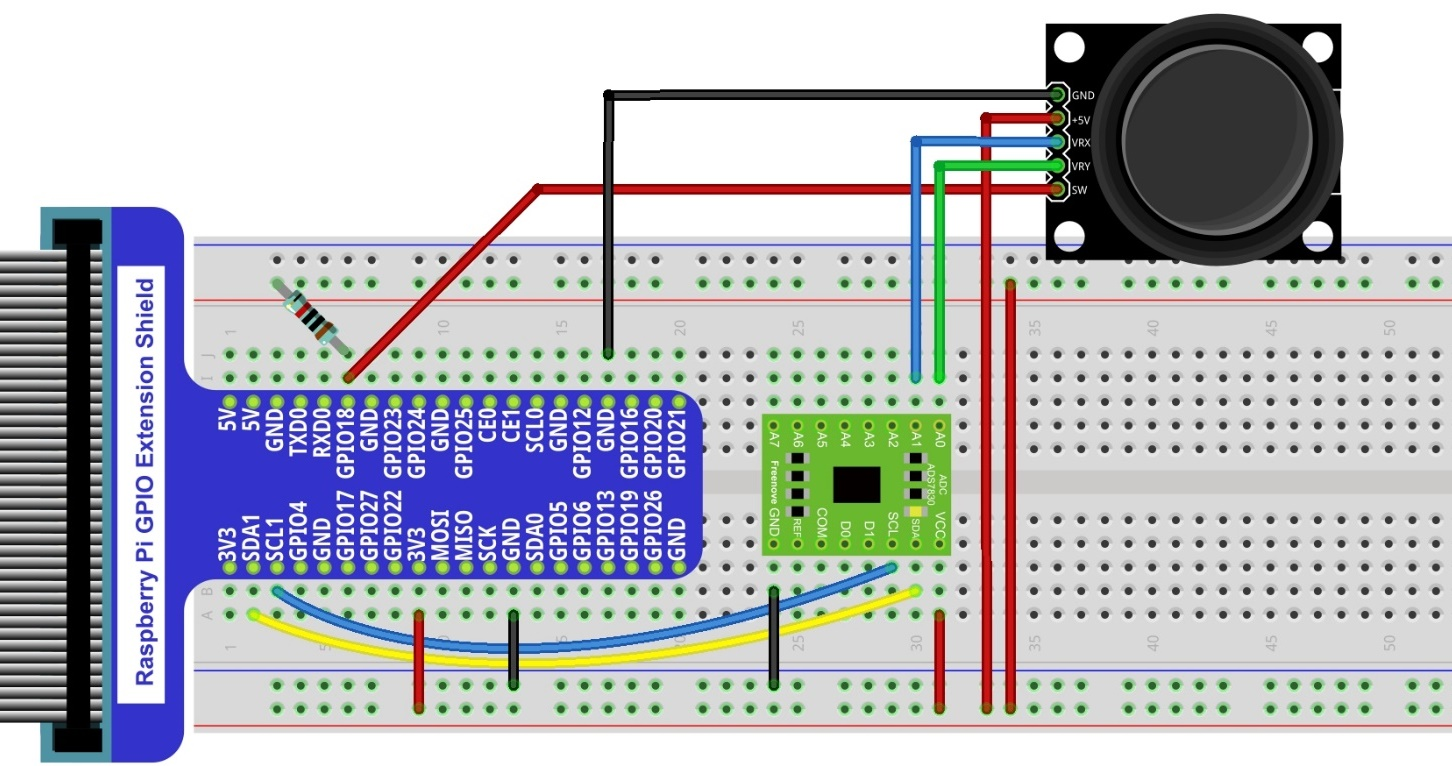 GND
+5V
VRX
VRY
SW
Raspberry Pi GPIO Extension Shield
1 10 15 20 25 35 40 45 50
J
I
5V 5V GND TXD0 RXD0 GPIO18 GND GPIO23 GPIO24 GND GPIO25 CE0 CE1 SCL0 GND GPIO12 GND GPIO16 GPIO20 GPIO21
3V3 SDA1 SCL1 GPIO4 GND GPIO17 GPIO27 GPIO22 3V3 MOSI MISO SCK GND SDA0 GPIO5 GPIO6 GPIO13 GPIO19 GPIO26 GND
A7 A6 A5 A4 A3 A2 A1 A0
Freenove
ADC
ADS7830
GND REF COM D0 D1 SCL SDA VCC
B
A
1 5 20 25 30 35 40 45 50